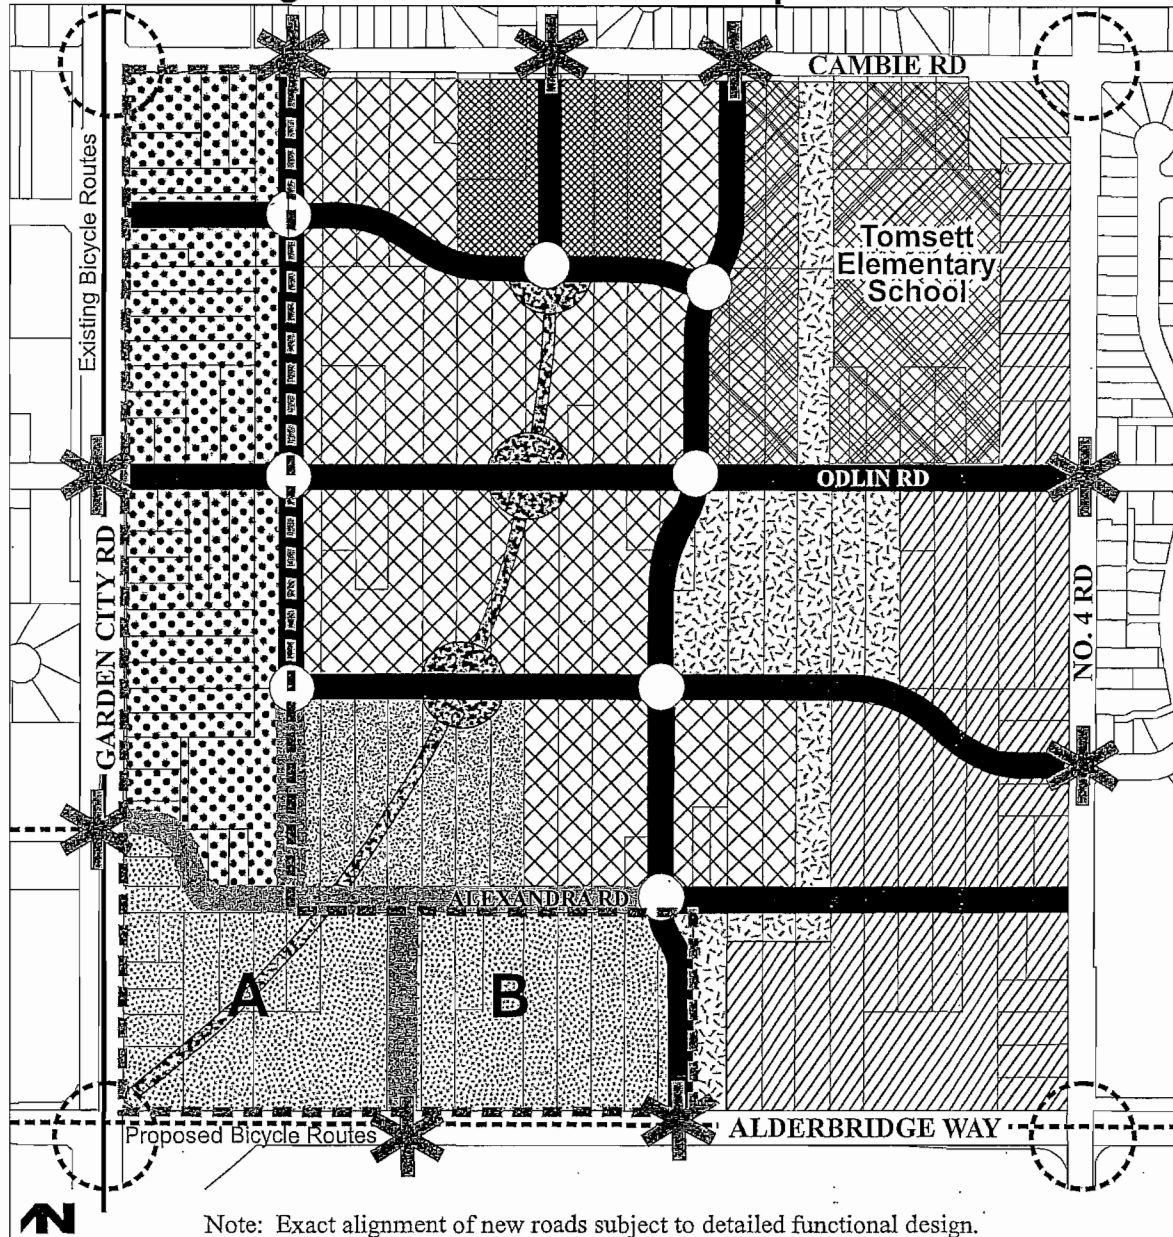 CAMBIE RD
Existing Bicycle Routes
Tomsett
Elementary
School
ODLIN RD
GARDEN CITY RD
NO. 4 RD
ALEXANDRA RD
A
B
Proposed Bicycle Routes
ALDERBRIDGE WAY
N
Note: Exact alignment of new roads subject to detailed functional design.